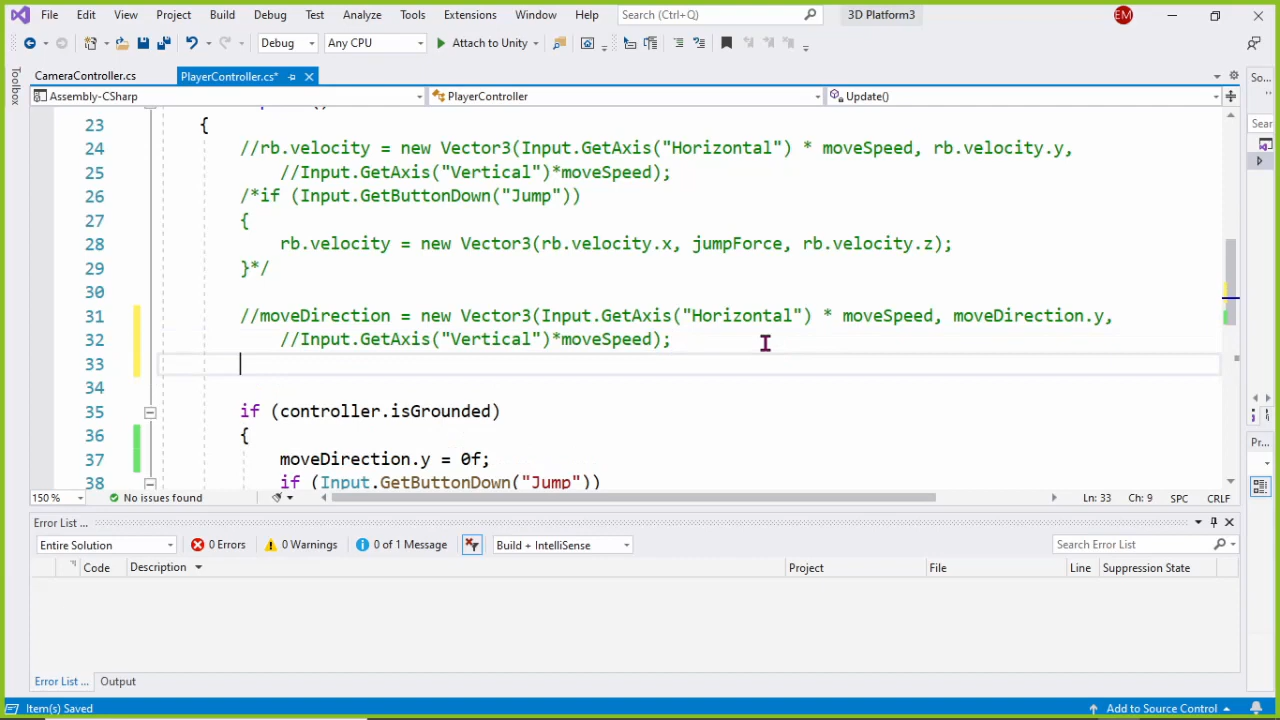 File Edit View Project Build Debug Test Analyze Tools Extensions Window Help Search (Ctrl+Q) 3D Platform3 EM
Debug Any CPU Attach to Unity
Toolbox
CameraController.cs PlayerController.cs* So...
Assembly-CSharp PlayerController Update()
Sear
23 {
24 //rb.velocity = new Vector3(Input.GetAxis("Horizontal") * moveSpeed, rb.velocity.y,
25 //Input.GetAxis("Vertical")*moveSpeed);
26 /*if (Input.GetButtonDown("Jump"))
27 {
28 rb.velocity = new Vector3(rb.velocity.x, jumpForce, rb.velocity.z);
29 }*/
30
31 //moveDirection = new Vector3(Input.GetAxis("Horizontal") * moveSpeed, moveDirection.y,
32 //Input.GetAxis("Vertical")*moveSpeed);
33
34
35 if (controller.isGrounded)
36 {
37 moveDirection.y = 0f;
38 if (Input.GetButtonDown("Jump"))
Pr...
150 % No issues found Ln: 33 Ch: 9 SPC CRLF
Error List ...
Entire Solution 0 Errors 0 Warnings 0 of 1 Message Build + IntelliSense Search Error List
Code Description Project File Line Suppression State
Error List ... Output
Item(s) Saved Add to Source Control